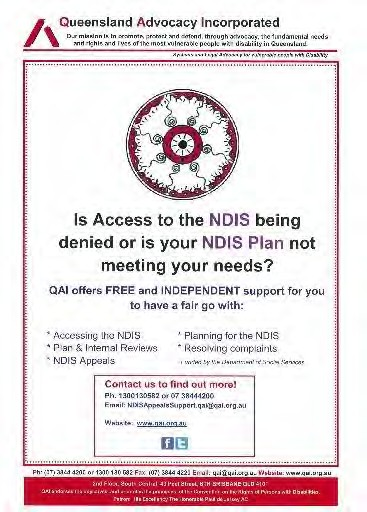 Queensland Advocacy Incorporated
Our mission is to promote, protect and defend, through advocacy, the fundamental needs
and rights and lives of the most vulnerable people with disability in Queensland.
Systems and Legal Advocacy for vulnerable people with Disability
Is Access to the NDIS being
denied or is your NDIS Plan not
meeting your needs?
QAI offers FREE and INDEPENDENT support for you
to have a fair go with:
* Accessing the NDIS
* Plan & Internal Reviews
* NDIS Appeals
* Planning for the NDIS
* Resolving complaints
Funded by the Department of Social Services
Contact us to find out more!
Ph. 1300130582 or 07 38444200
Email: NDISAppealsSupport.qai@qai.org.au
Website: www.qai.org.au
Ph: (07) 3844 4200 or 1300 130 582 Fax: (07) 3844 4220 Email: qai@qai.org.au Website: www.qai.org.au
2nd Floor, South Central, 43 Peel Street, STH BRISBANE QLD 4101
QAI endorses the objectives, and promotes the principles, of the Convention on the Rights of Persons with Disabilities.
Patron: His Excellency The Honourable Paul de Jersey AC